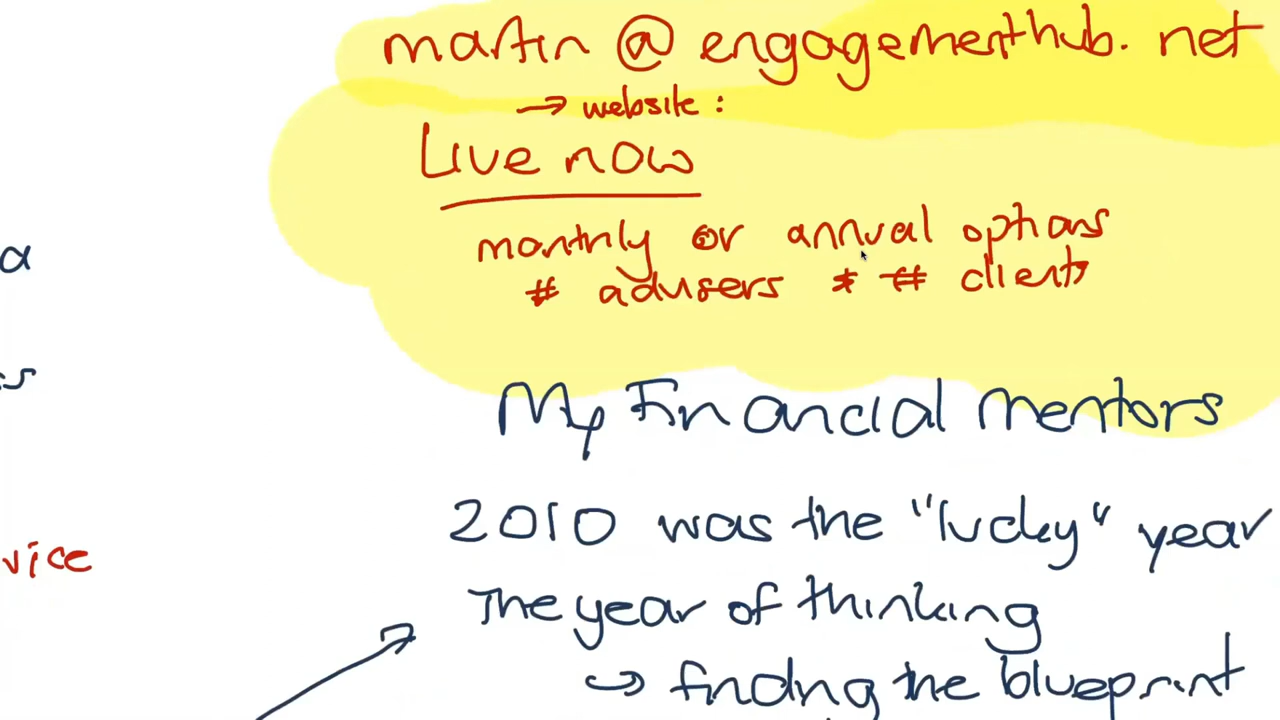 martin @ engagementhub. net
→ website :
Live now
monthly or annual options
# advisers * # clients
a
My Financial Mentors
2010 was the "lucky" year
vice
The year of thinking
↪ finding the blueprint